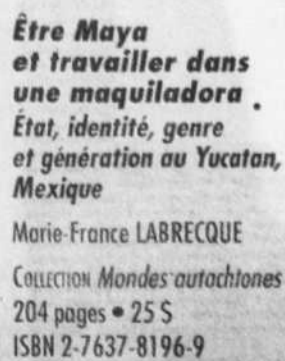 Être Maya
et travailler dans
une maquiladora .
État, identité, genre
et génération au Yucatan,
Mexique
Marie-France LABRECQUE
COLLECTION Mondes autochtones
204 pages • 25 $
ISBN 2-7637-8196-9